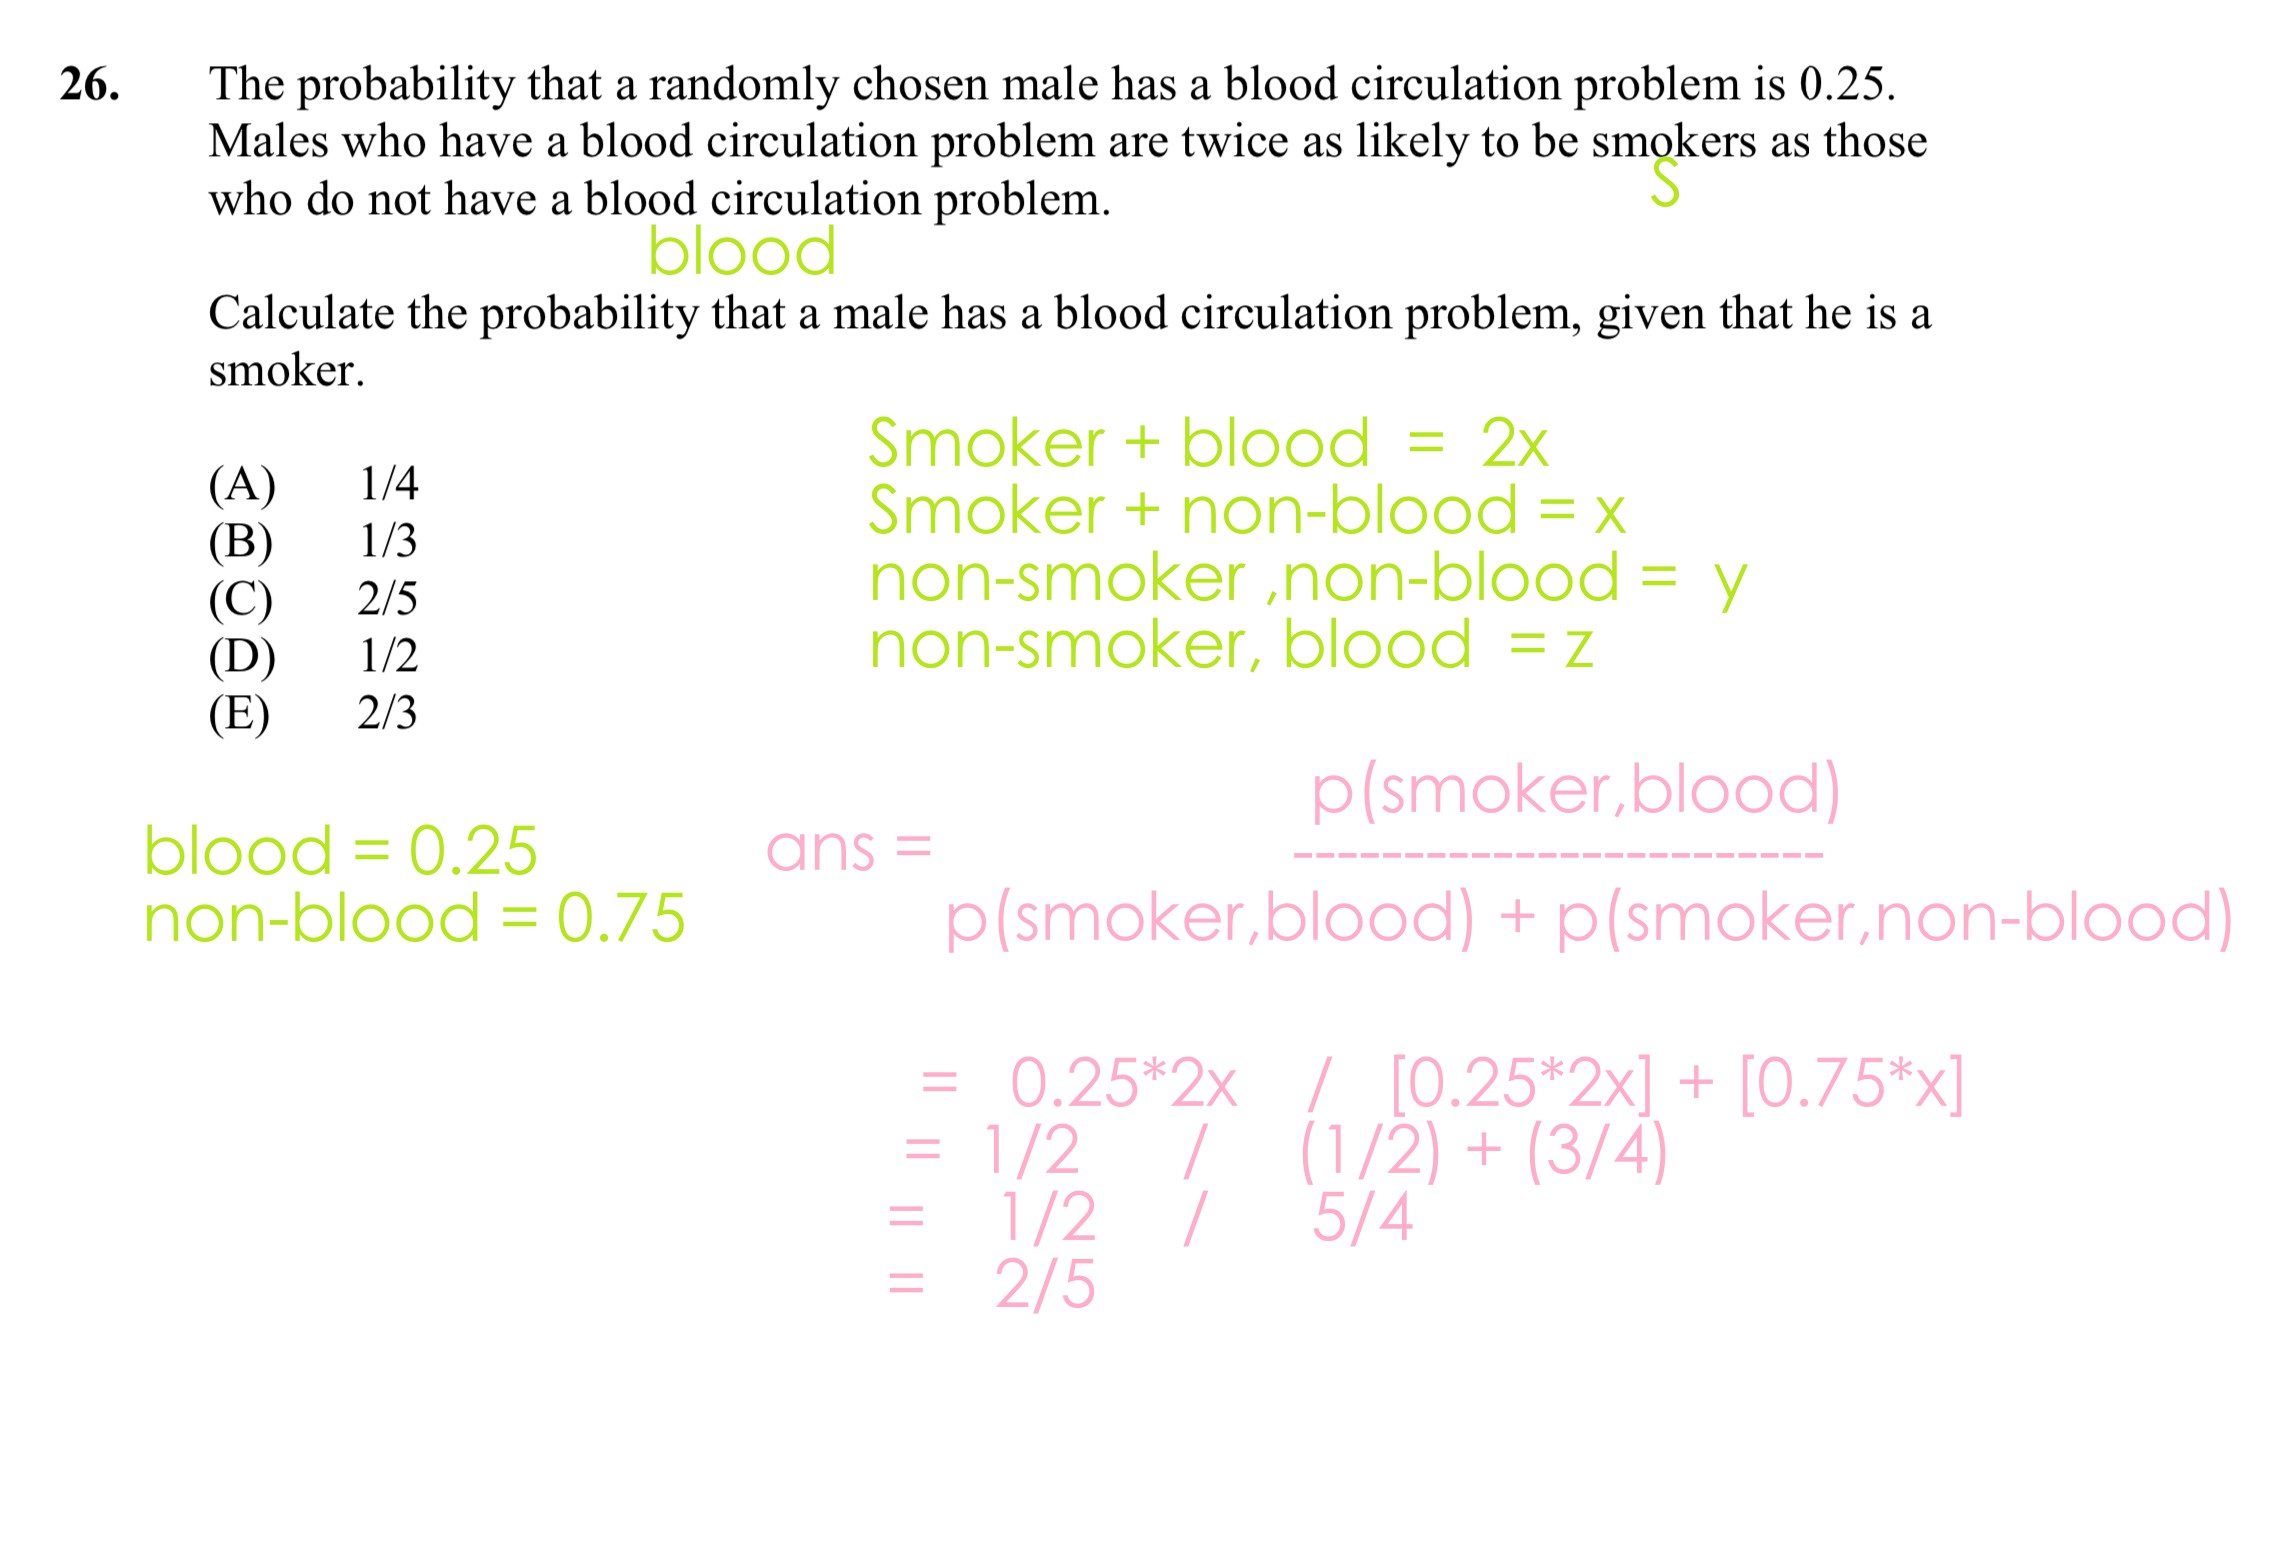 26. The probability that a randomly chosen male has a blood circulation problem is 0.25.
Males who have a blood circulation problem are twice as likely to be smokers as those
S
who do not have a blood circulation problem.
blood
Calculate the probability that a male has a blood circulation problem, given that he is a
smoker.
(A) 1/4
(B) 1/3
(C) 2/5
(D) 1/2
(E) 2/3
Smoker + blood = 2x
Smoker + non-blood = x
non-smoker ,non-blood = y
non-smoker, blood = z
blood = 0.25
non-blood = 0.75
p(smoker,blood)
ans = ------------------------
p(smoker,blood) + p(smoker,non-blood)
= 0.25*2x / [0.25*2x] + [0.75*x]
= 1/2 / (1/2) + (3/4)
= 1/2 / 5/4
= 2/5